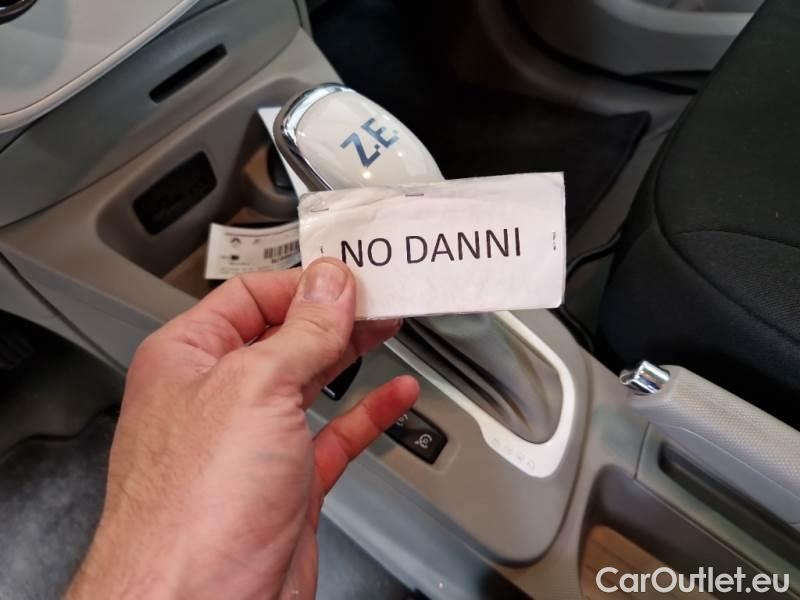 Z.E.
NO DANNI
CarOutlet.eu